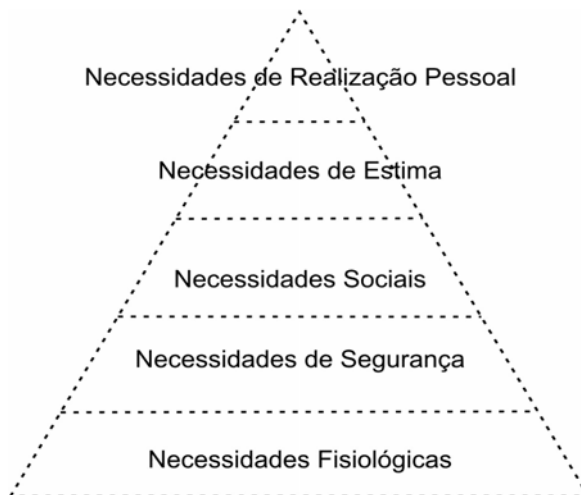 Necessidades de Realização Pessoal
Necessidades de Estima
Necessidades Sociais
Necessidades de Segurança
Necessidades Fisiológicas